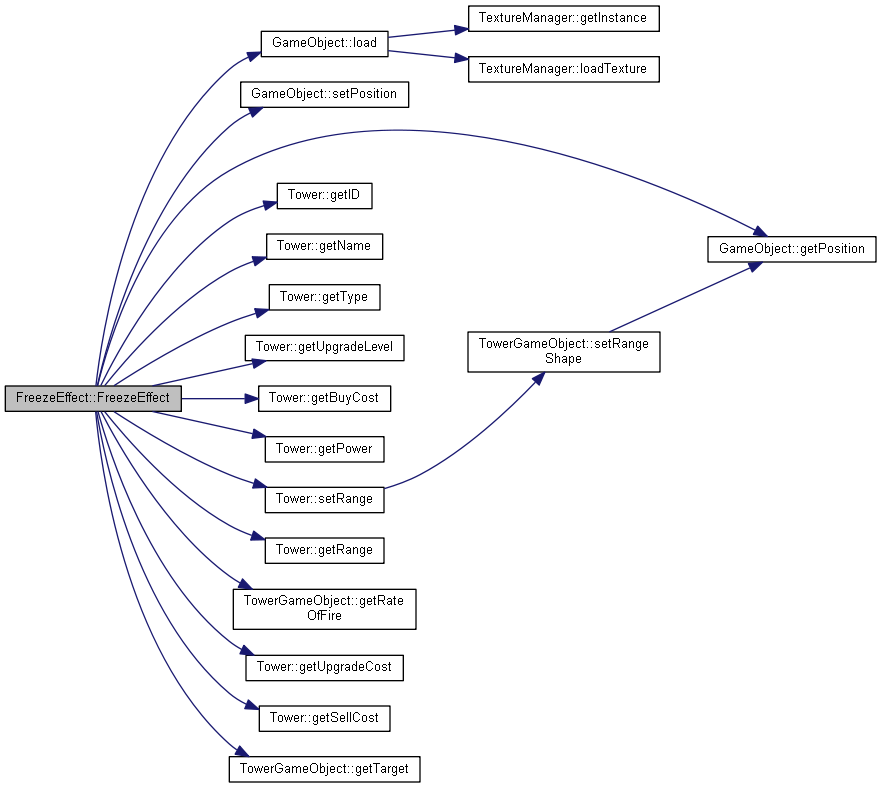 TextureManager::getInstance
GameObject::load
TextureManager::loadTexture
GameObject::setPosition
Tower::getID
Tower::getName
GameObject::getPosition
Tower::getType
Tower::getUpgradeLevel
TowerGameObject::setRange
Shape
FreezeEffect::FreezeEffect
Tower::getBuyCost
Tower::getPower
Tower::setRange
Tower::getRange
TowerGameObject::getRate
OfFire
Tower::getUpgradeCost
Tower::getSellCost
TowerGameObject::getTarget